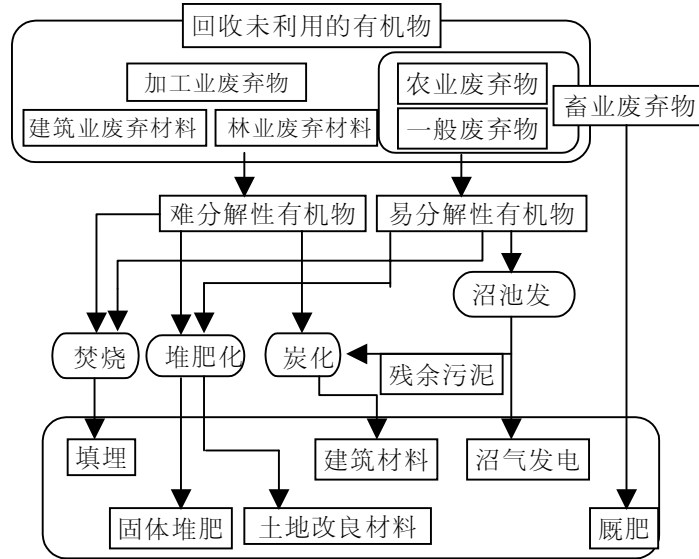 回收未利用的有机物
加工业废弃物
农业废弃物
畜业废弃物
建筑业废弃材料
林业废弃材料
一般废弃物
难分解性有机物
易分解性有机物
沼池发
焚烧
堆肥化
炭化
残余污泥
填埋
建筑材料
沼气发电
固体堆肥
土地改良材料
厩肥